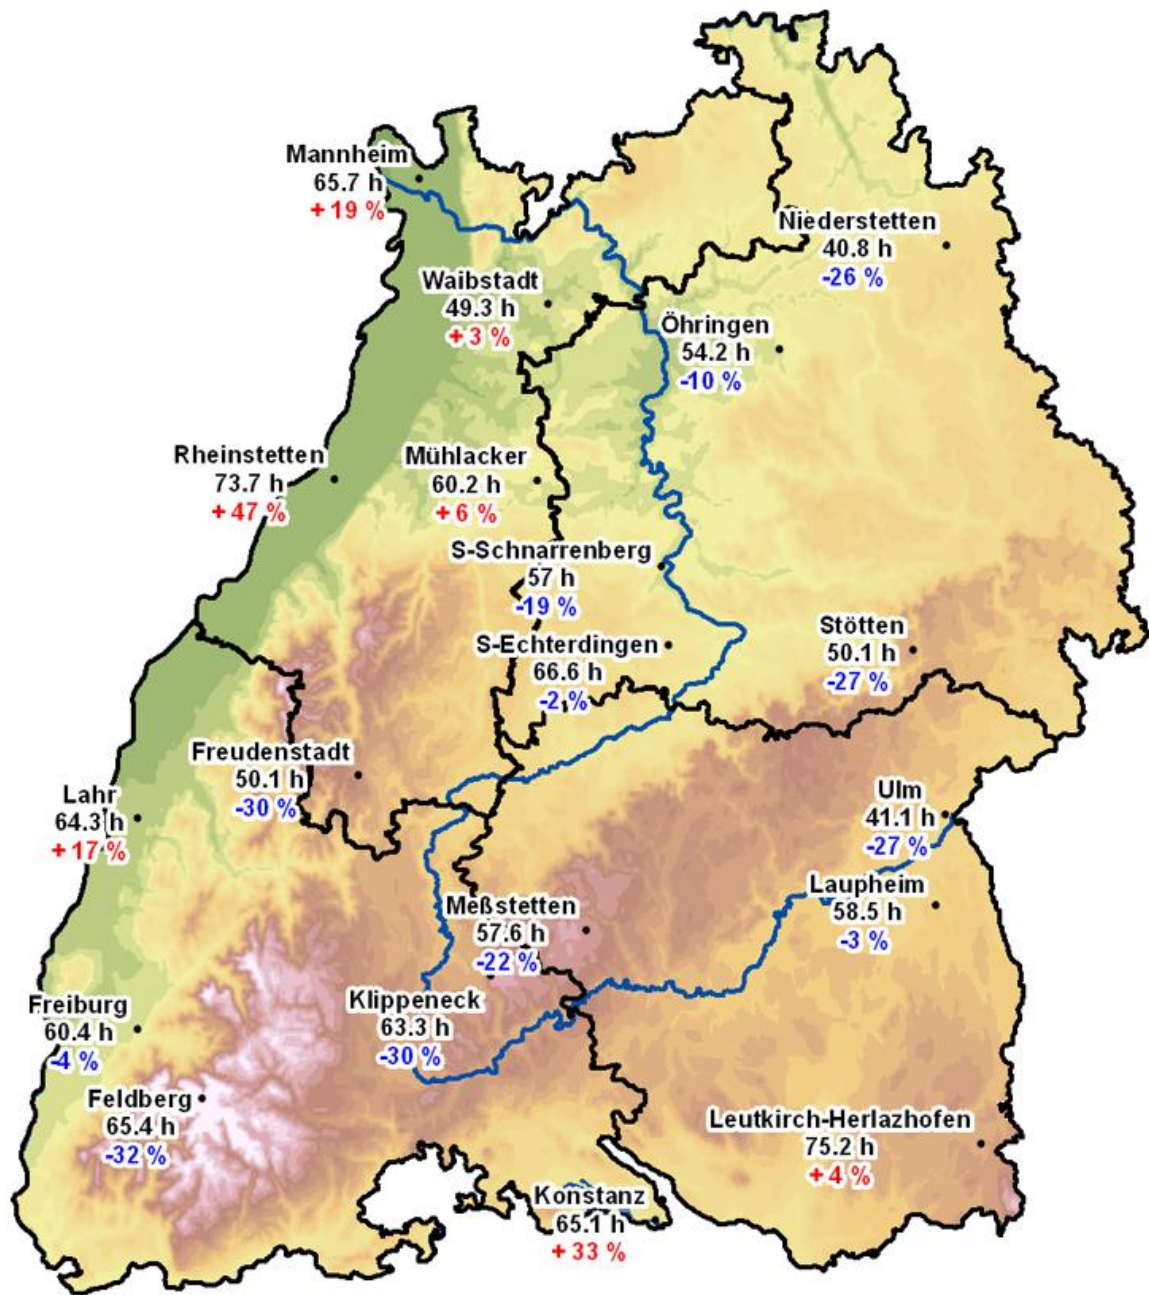 Mannheim
65.7 h
+ 19 %
Niederstetten
40.8 h
-26 %
Waibstadt
49.3 h
+ 3 %
Öhringen
54.2 h
-10 %
Rheinstetten
73.7 h
+ 47 %
Mühlacker
60.2 h
+ 6 %
S-Schnarrenberg
57 h
-19 %
S-Echterdingen
66.6 h
-2 %
Stötten
50.1 h
-27 %
Freudenstadt
50.1 h
-30 %
Lahr
64.3 h
+ 17 %
Ulm
41.1 h
-27 %
Laupheim
58.5 h
-3 %
Meßstetten
57.6 h
-22 %
Klippeneck
63.3 h
-30 %
Freiburg
60.4 h
-4 %
Feldberg
65.4 h
-32 %
Leutkirch-Herlazhofen
75.2 h
+ 4 %
Konstanz
65.1 h
+ 33 %